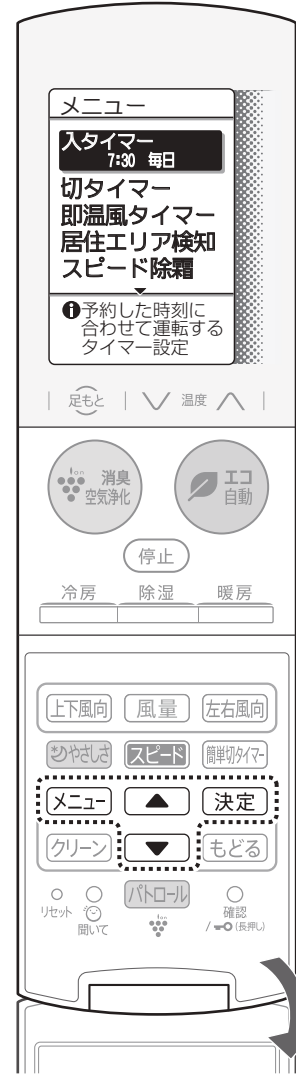 メニュー
入タイマー
7:30 毎日
切タイマー
即温風タイマー
居住エリア検知
スピード除霜
❶予約した時刻に
合わせて運転する
タイマー設定
足もと 温度
Ion
消臭
空気浄化
エコ
自動
停止
冷房 除湿 暖房
上下風向 風量 左右風向
やさしさ スピード 簡単切タイマー
メニュー ▲ 決定
クリーン ▼ もどる
パトロール
リセット 聞いて Ion 確認
/ (長押し)